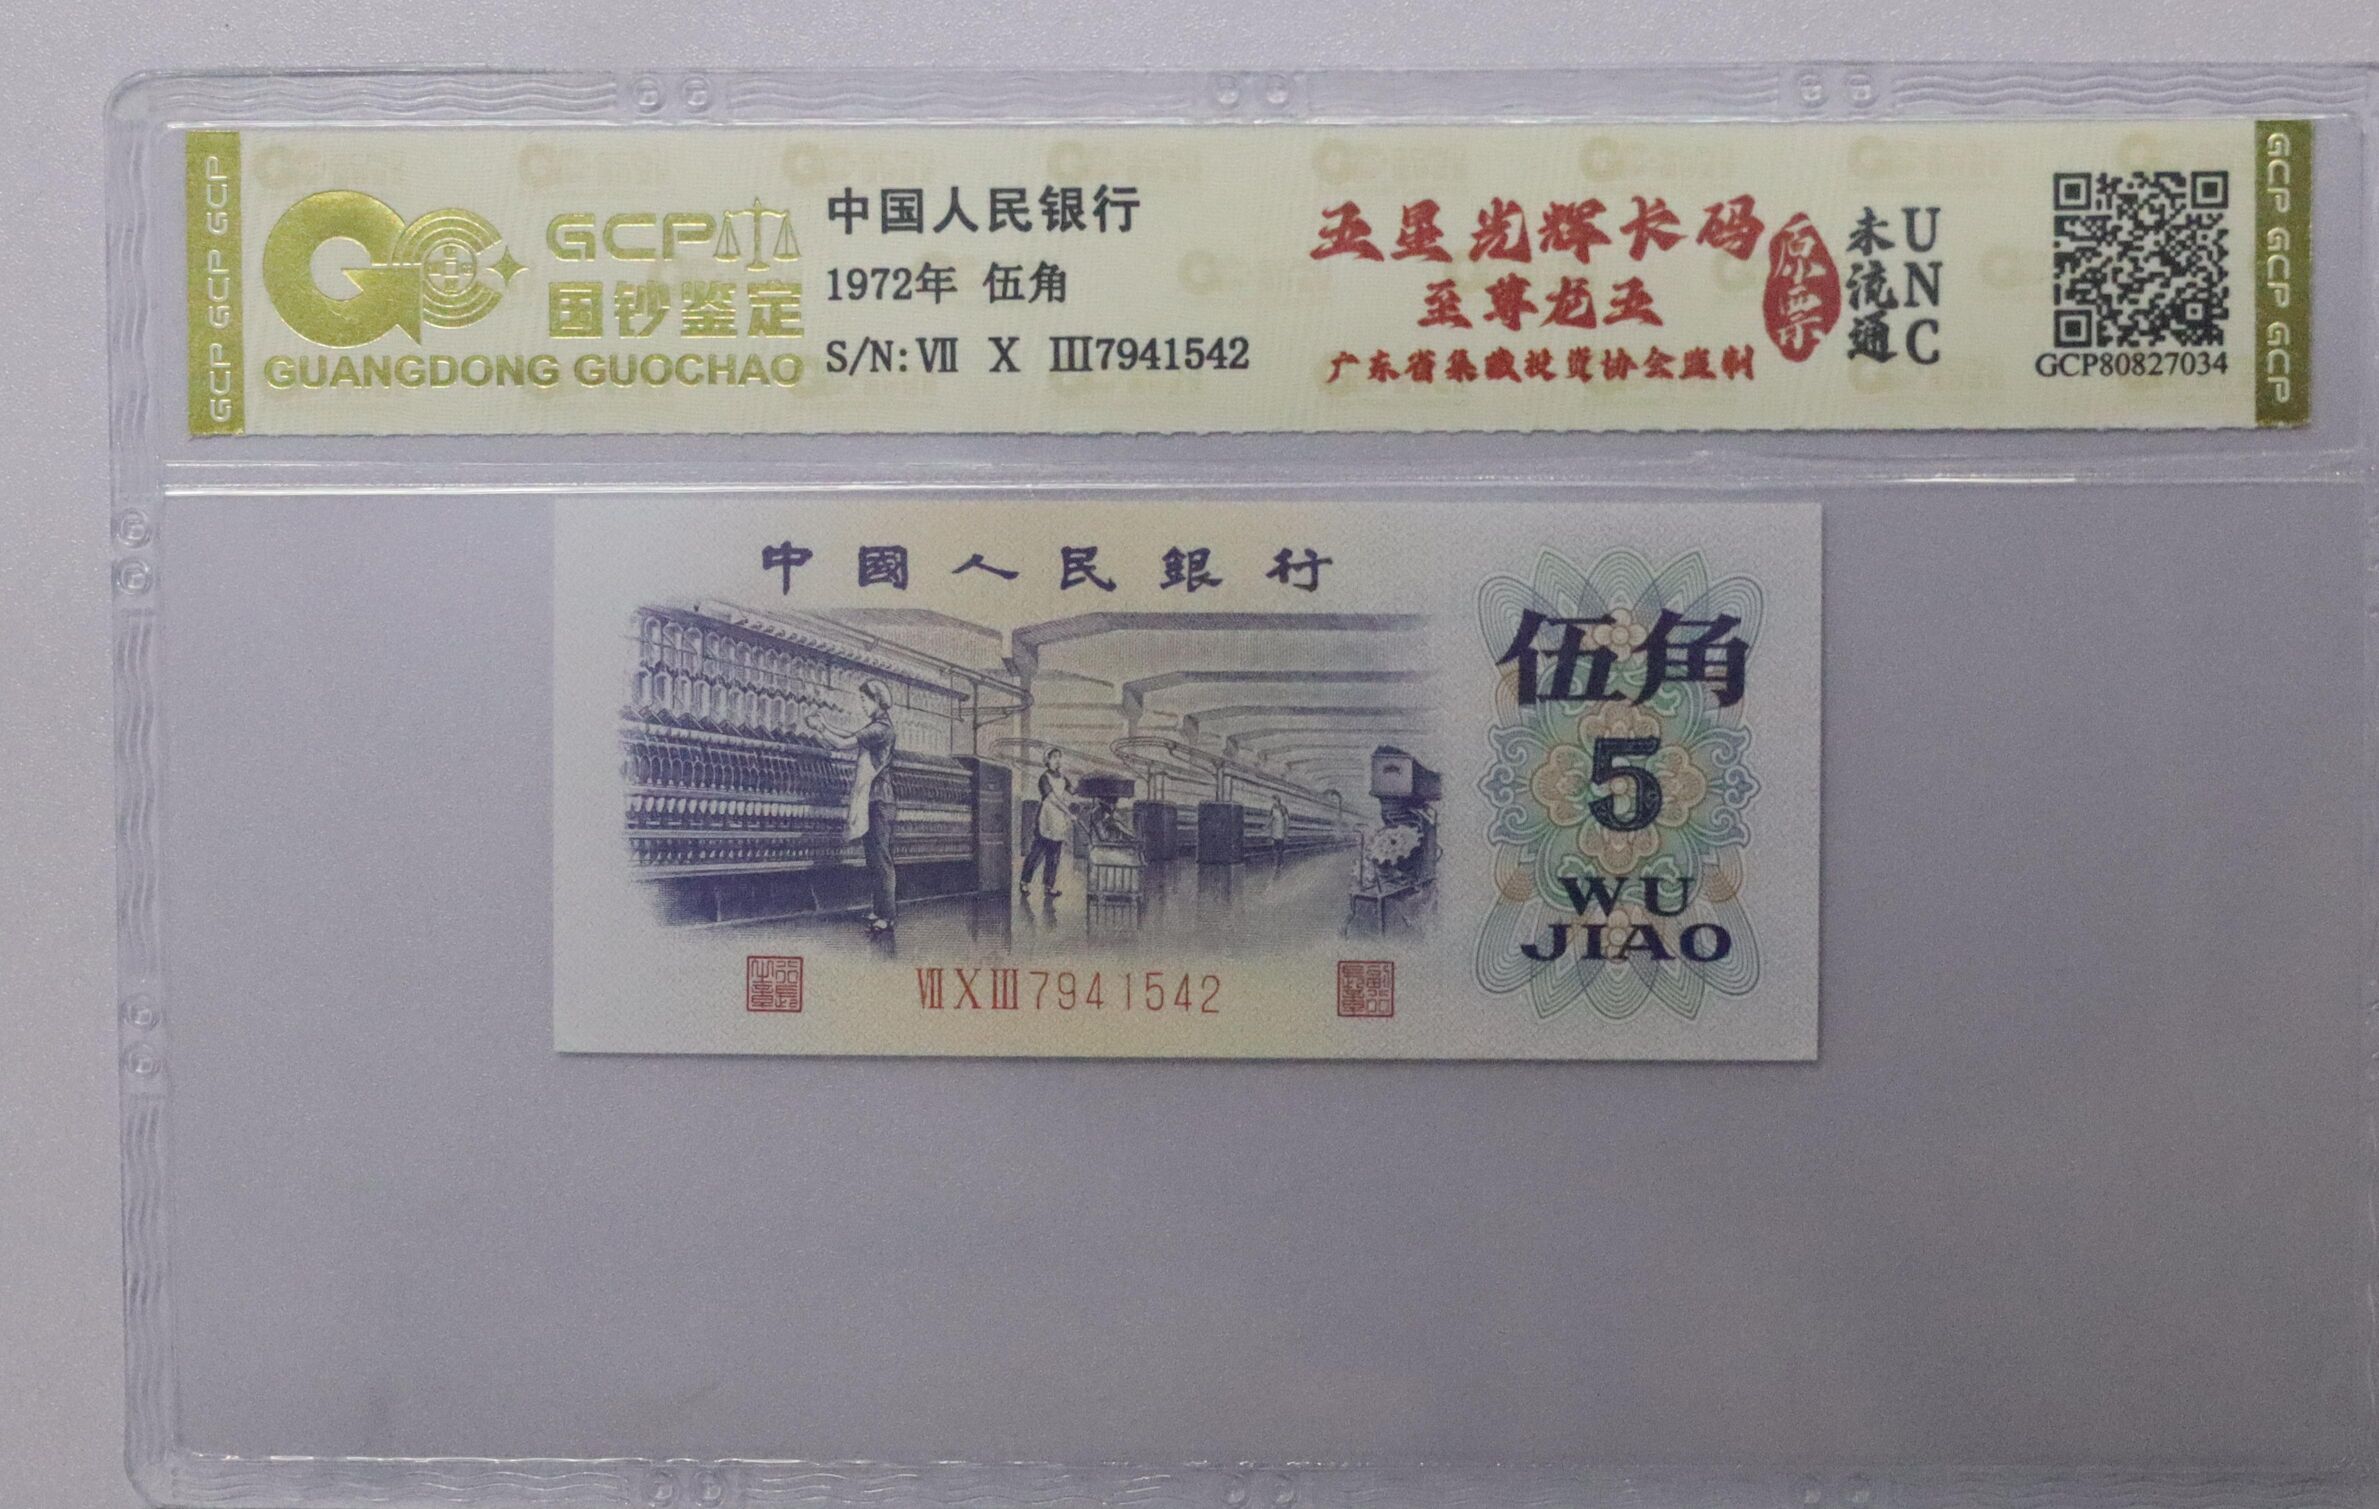 GCP GCP GCP
GCP
国钞鉴定
GUANGDONG GUOCHAO
中国人民银行
1972年 伍角
S/N: Ⅶ Ⅹ Ⅲ7941542
五星光辉长码
至尊龙五
广东省集藏投资协会监制
原票
未流通
UNC
GCP80827034
GCP GCP GCP
中國人民銀行
伍角
5
WU
JIAO
ⅦⅩⅢ7941542